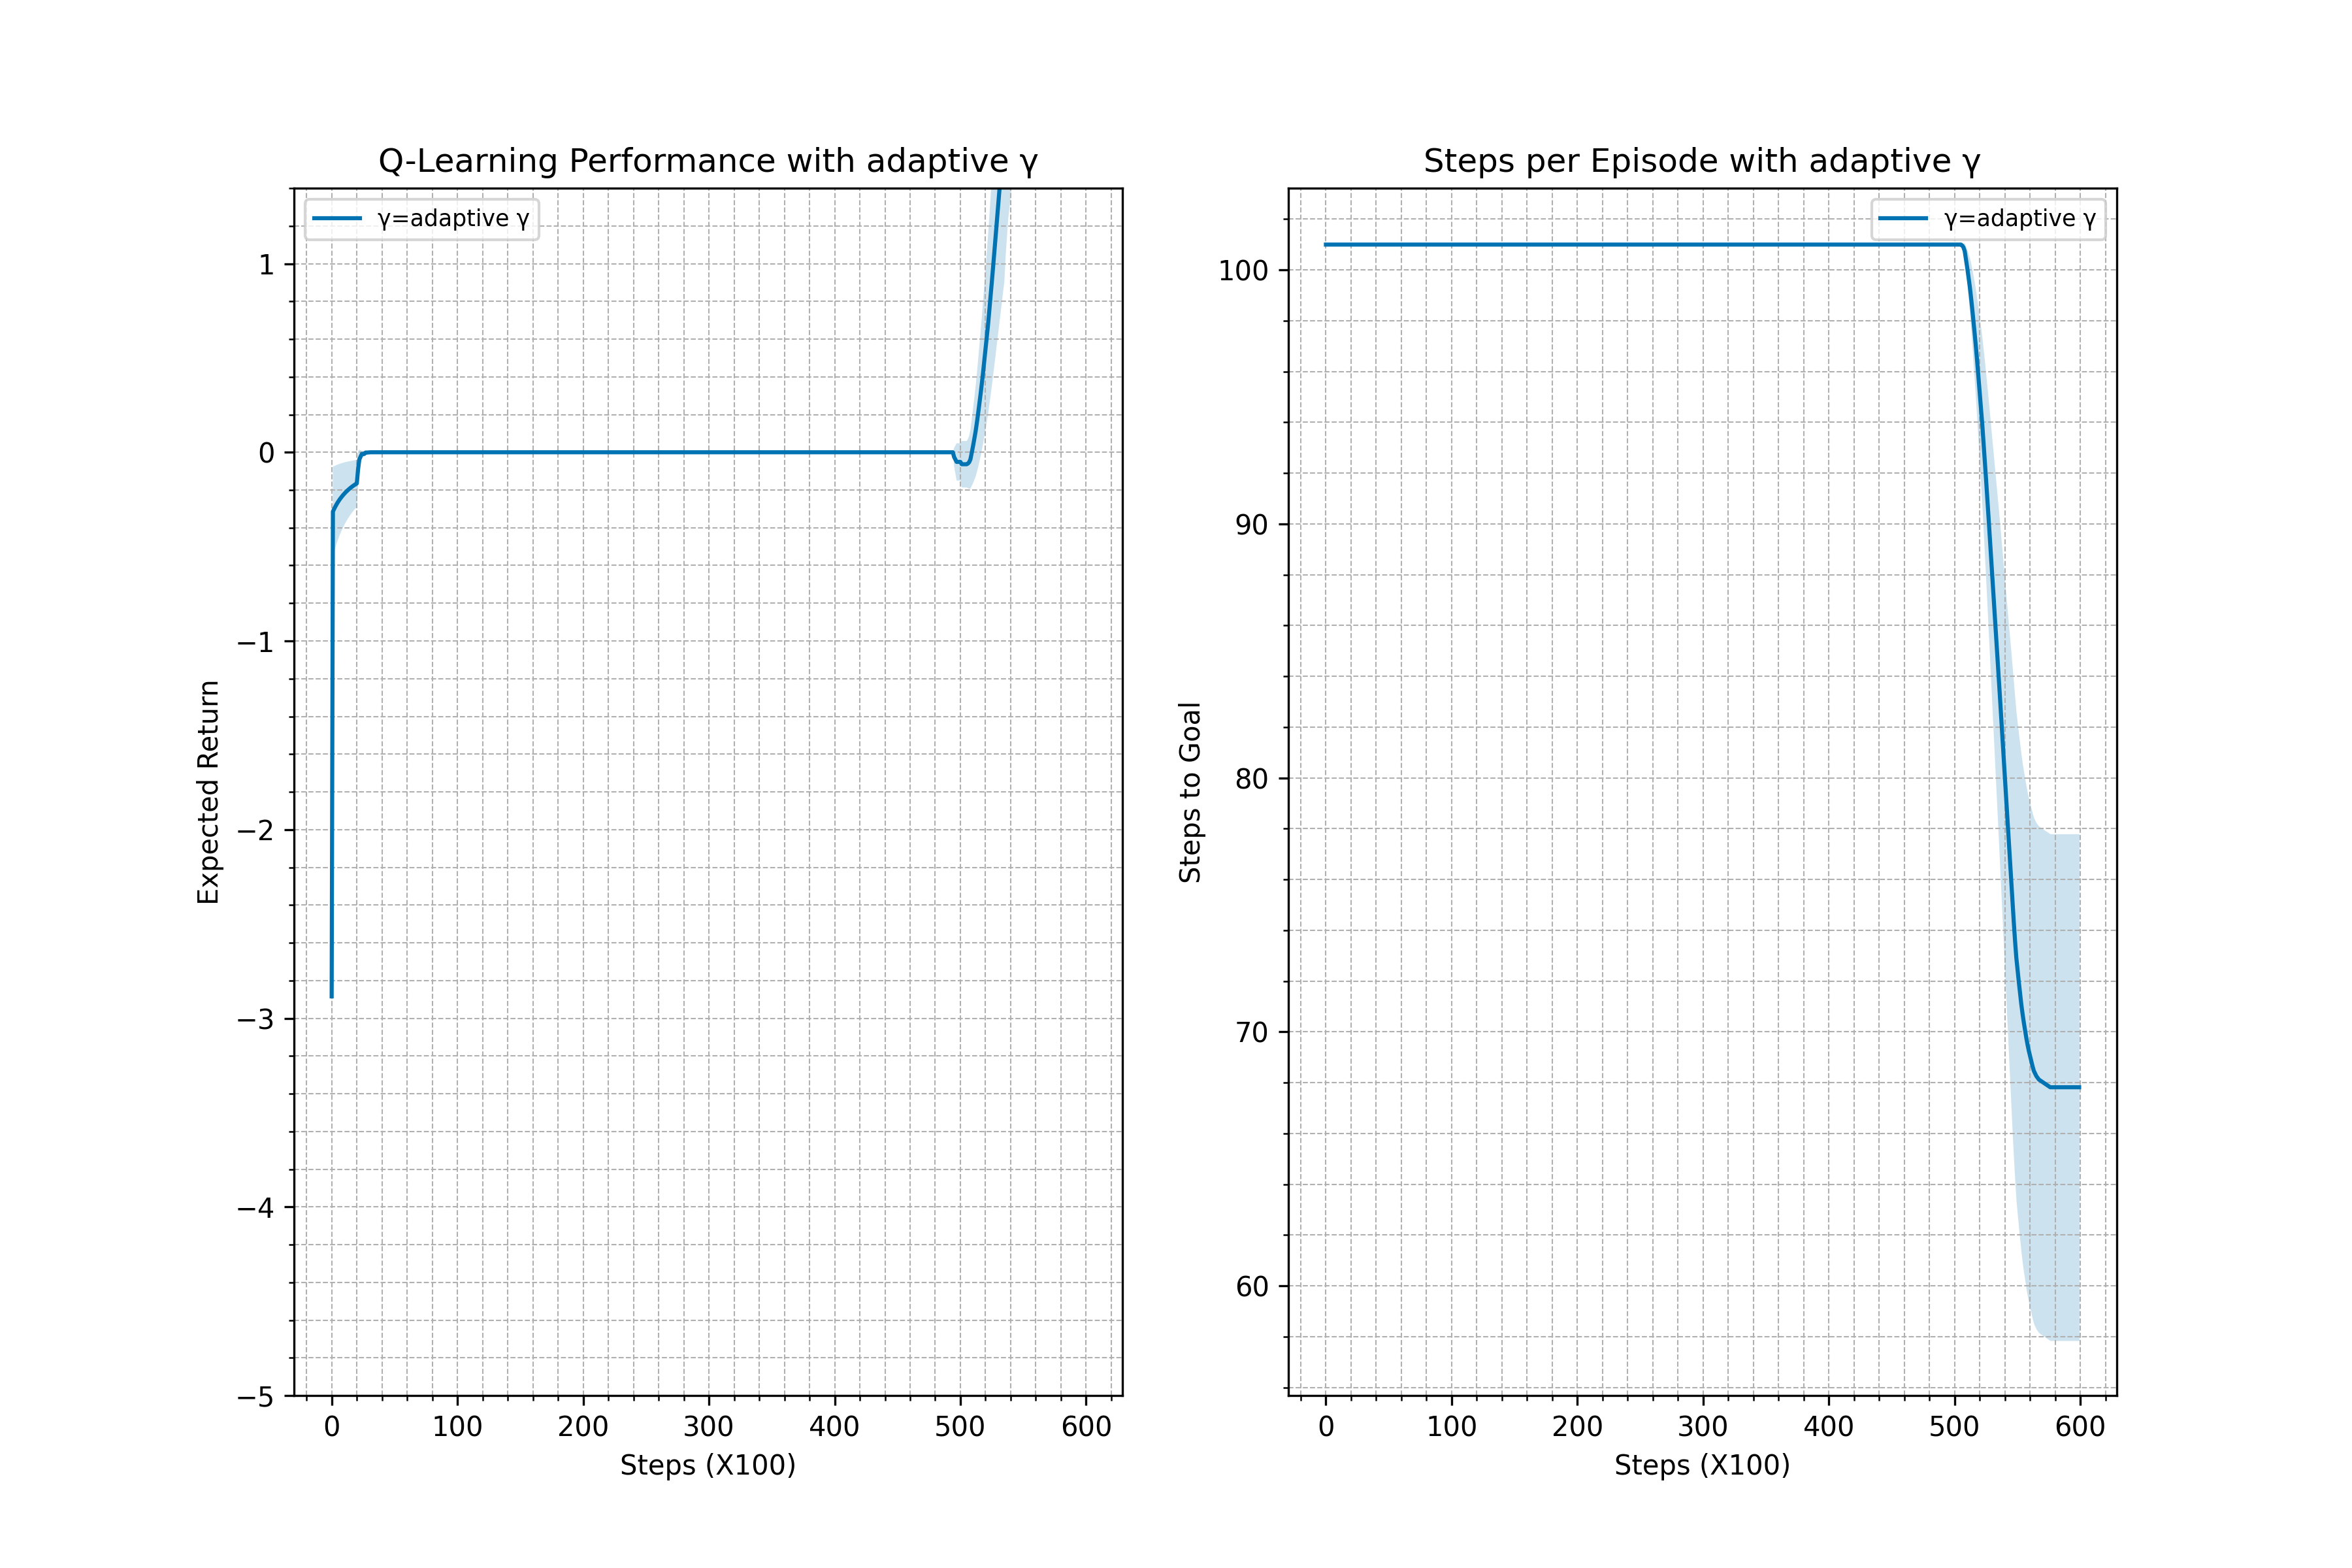 Q-Learning Performance with adaptive γ
γ=adaptive γ
1
0
−1
−2
−3
−4
−5
Expected Return
0 100 200 300 400 500 600
Steps (X100)
Steps per Episode with adaptive γ
γ=adaptive γ
100
90
80
70
60
Steps to Goal
0 100 200 300 400 500 600
Steps (X100)